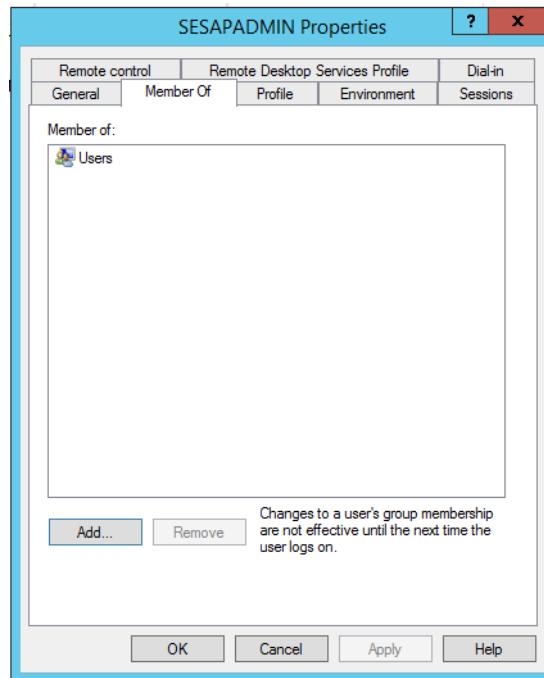 SESAPADMIN Properties
?
x
Remote control
Remote Desktop Services Profile
Dial-in
General
Member Of
Profile
Environment
Sessions
Member of:
Users
Add...
Remove
Changes to a user's group membership
are not effective until the next time the
user logs on.
OK
Cancel
Apply
Help